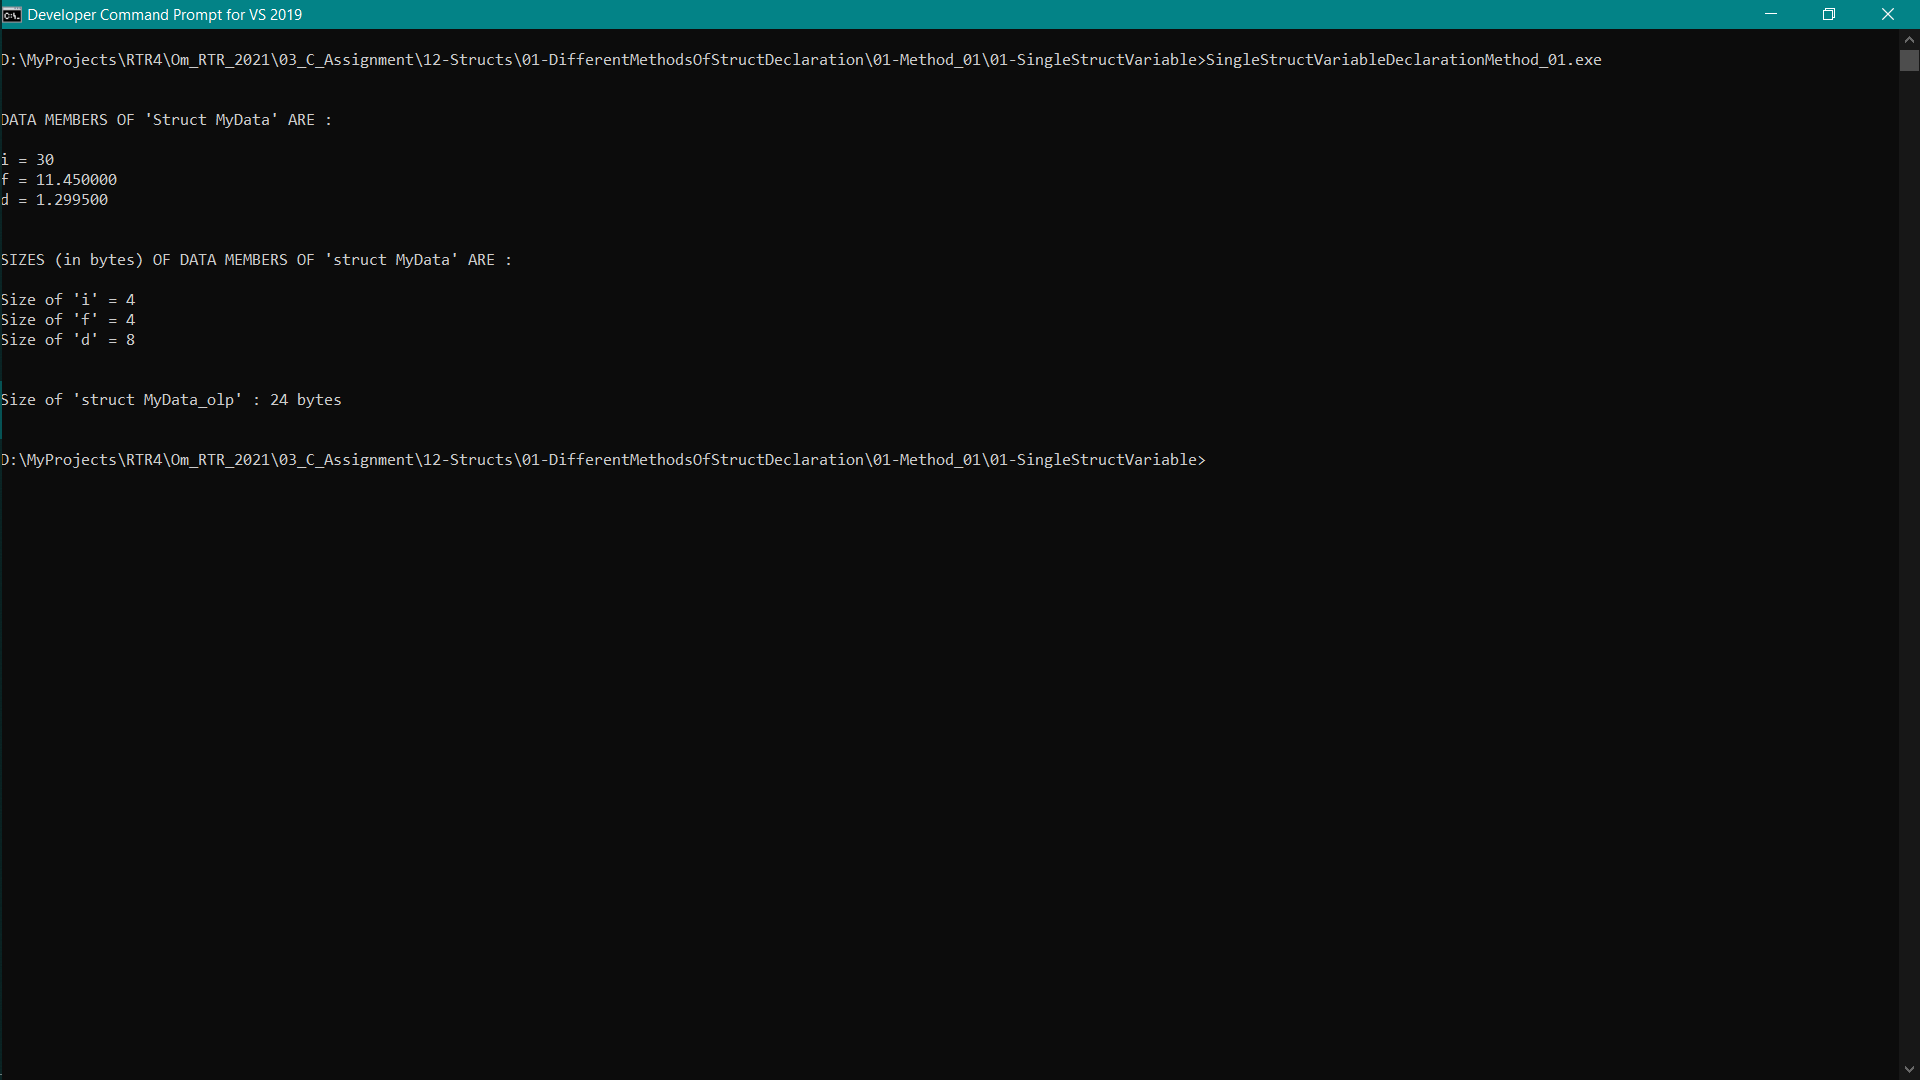 Developer Command Prompt for VS 2019
D:\MyProjects\RTR4\Om_RTR_2021\03_C_Assignment\12-Structs\01-DifferentMethodsOfStructDeclaration\01-Method_01\01-SingleStructVariable>SingleStructVariableDeclarationMethod_01.exe
DATA MEMBERS OF 'Struct MyData' ARE :
i = 30
f = 11.450000
d = 1.299500
SIZES (in bytes) OF DATA MEMBERS OF 'struct MyData' ARE :
Size of 'i' = 4
Size of 'f' = 4
Size of 'd' = 8
Size of 'struct MyData_olp' : 24 bytes
D:\MyProjects\RTR4\Om_RTR_2021\03_C_Assignment\12-Structs\01-DifferentMethodsOfStructDeclaration\01-Method_01\01-SingleStructVariable>